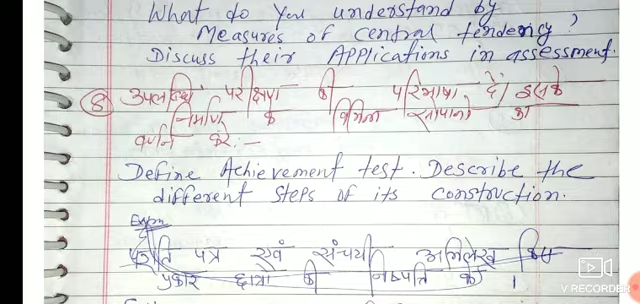 What do you understand by
Measures of central tendency?
Discuss their Applications in assessment.
8 उपलब्धि परीक्षण की परिभाषा दें। इसके
निर्माण के विभिन्न सोपानों का
वर्णन करें:-
Define Achievement test. Describe the
different steps of its construction.
प्रगति पत्र एवं संचयी अभिलेख किस
प्रकार छात्रों की निष्पत्ति को
V RECORDER